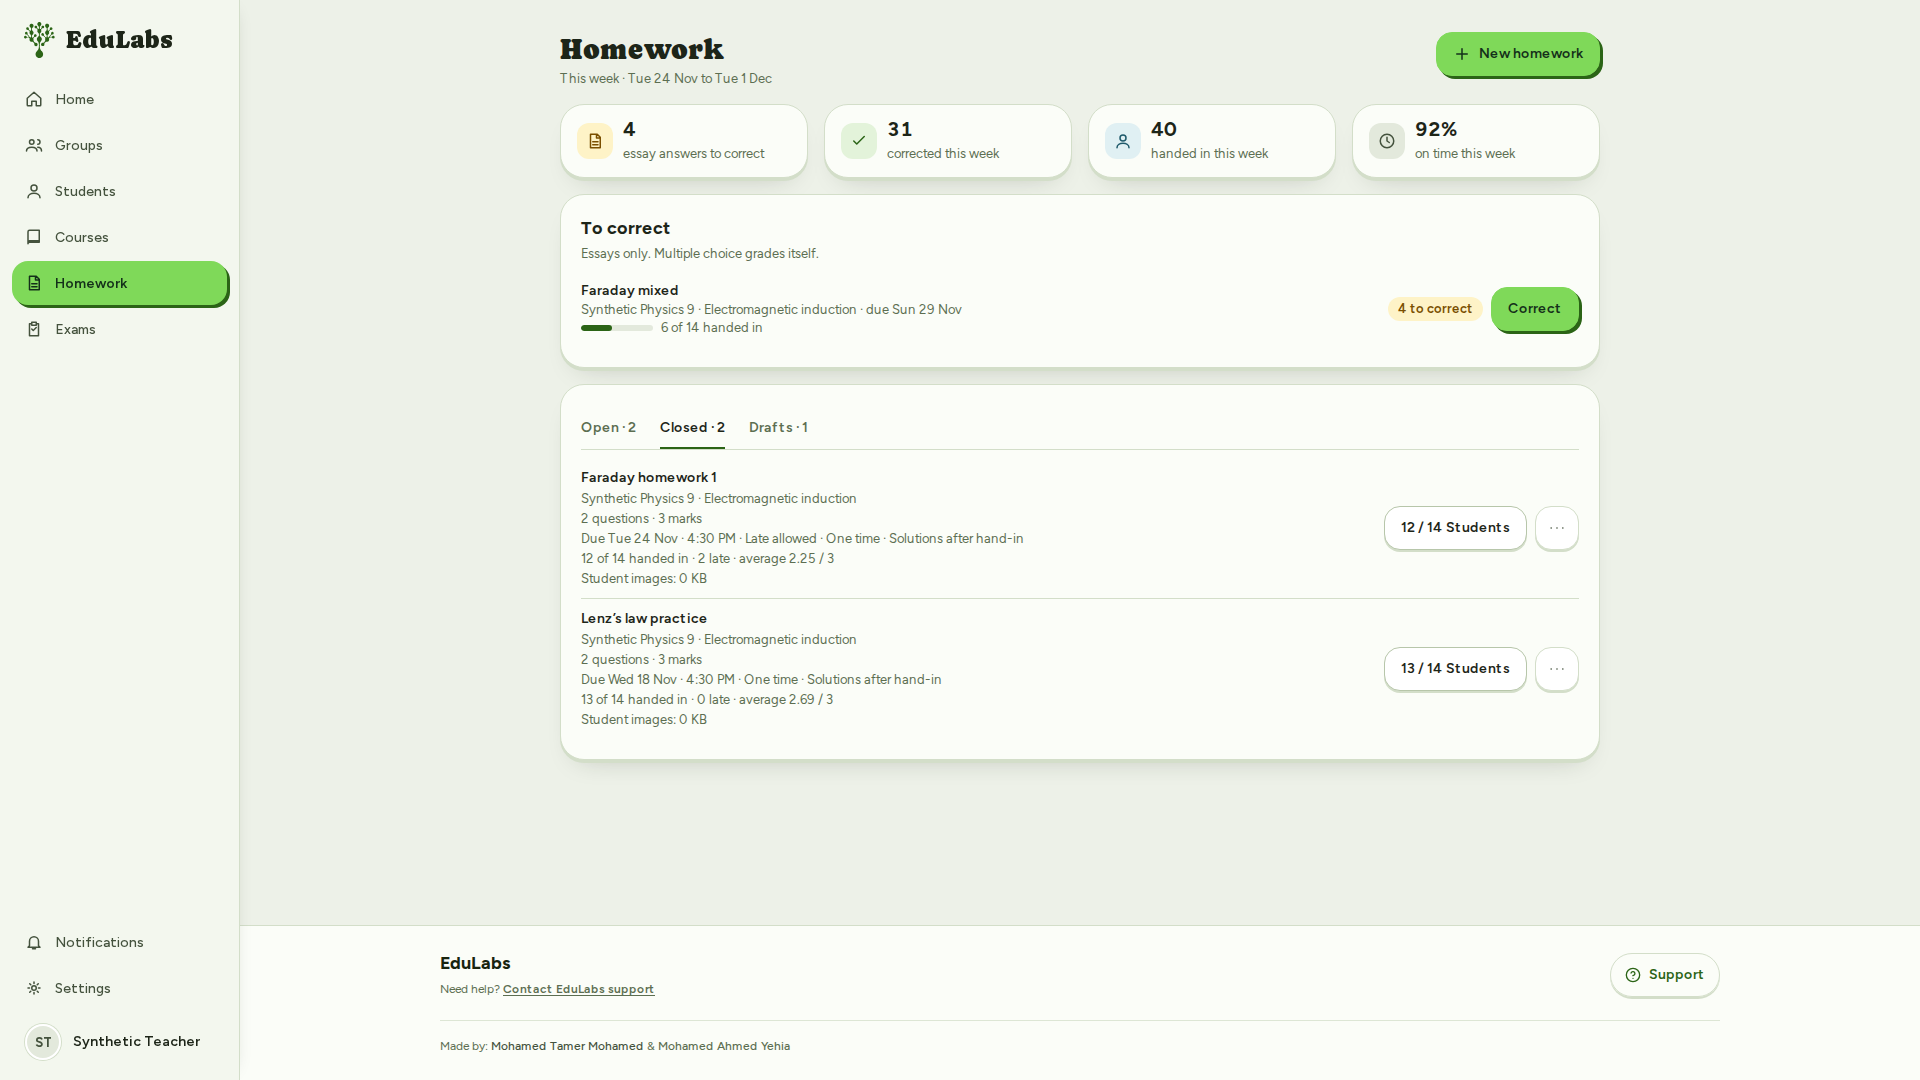 EduLabs
Home
Groups
Students
Courses
Homework
Exams
Notifications
Settings
ST
Synthetic Teacher
Homework
This week · Tue 24 Nov to Tue 1 Dec
New homework
4
essay answers to correct
31
corrected this week
40
handed in this week
92%
on time this week
To correct
Essays only. Multiple choice grades itself.
Faraday mixed
Synthetic Physics 9 · Electromagnetic induction · due Sun 29 Nov
6 of 14 handed in
4 to correct
Correct
Open · 2
Closed · 2
Drafts · 1
Faraday homework 1
Synthetic Physics 9 · Electromagnetic induction
2 questions · 3 marks
Due Tue 24 Nov · 4:30 PM · Late allowed · One time · Solutions after hand-in
12 of 14 handed in · 2 late · average 2.25 / 3
Student images: 0 KB
12 / 14 Students
Lenz’s law practice
Synthetic Physics 9 · Electromagnetic induction
2 questions · 3 marks
Due Wed 18 Nov · 4:30 PM · One time · Solutions after hand-in
13 of 14 handed in · 0 late · average 2.69 / 3
Student images: 0 KB
13 / 14 Students
EduLabs
Need help? Contact EduLabs support
Support
Made by: Mohamed Tamer Mohamed & Mohamed Ahmed Yehia